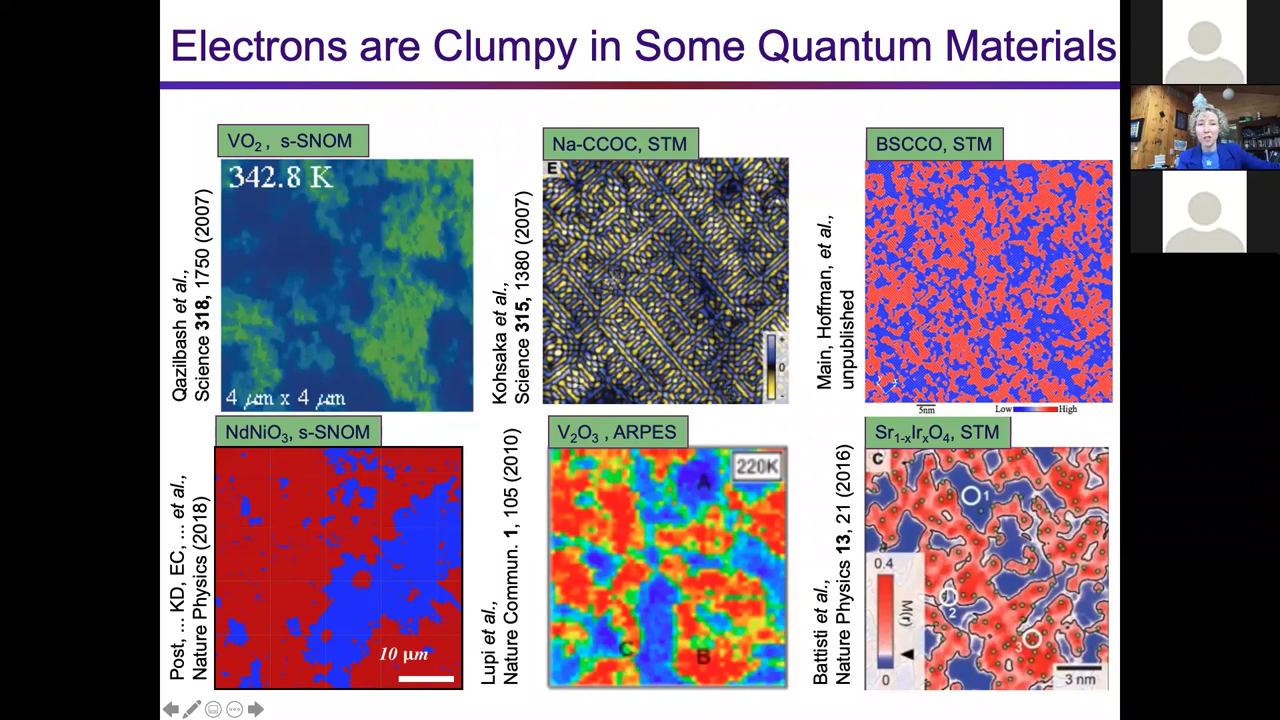 Electrons are Clumpy in Some Quantum Materials
VO2 , s-SNOM
342.8 K
4 μm x 4 μm
Qazilbash et al.,
Science 318, 1750 (2007)
Na-CCOC, STM
E
+
0
-
Kohsaka et al.,
Science 315, 1380 (2007)
BSCCO, STM
5nm
Low High
Main, Hoffman, et al.,
unpublished
NdNiO3, s-SNOM
10 μm
Post, ... KD, EC, ... et al.,
Nature Physics (2018)
V2O3 , ARPES
220K
A
C
B
Lupi et al.,
Nature Commun. 1, 105 (2010)
Sr1-xIrxO4, STM
C
1
2
3
0.4
M(r)
0
3 nm
Battisti et al.,
Nature Physics 13, 21 (2016)